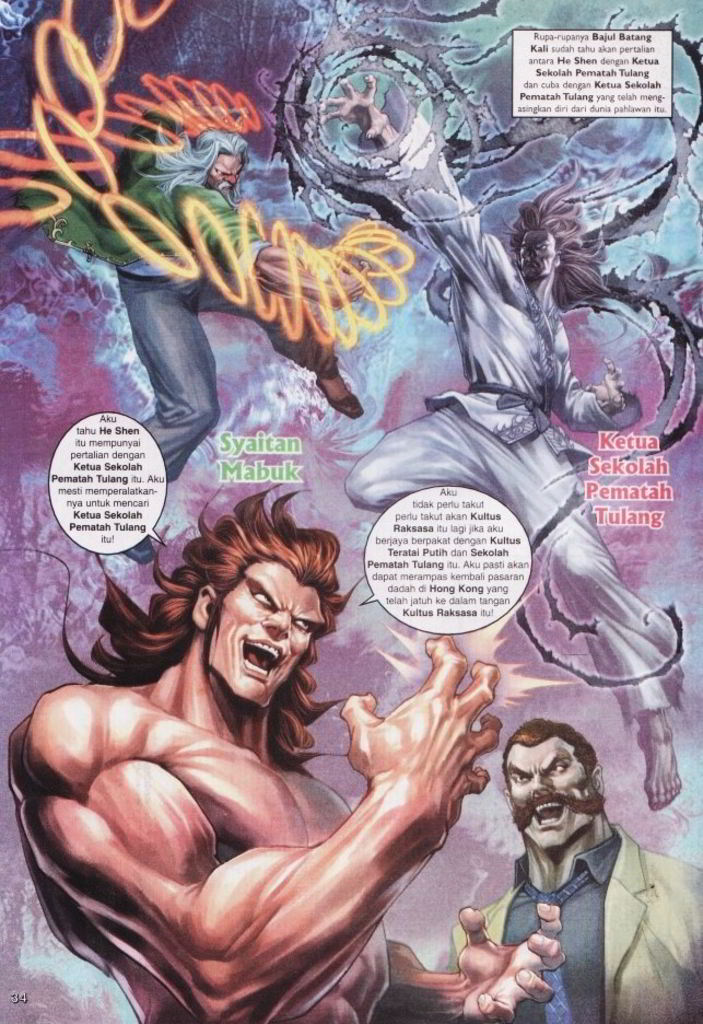 Rupa-rupanya Bajul Batang
Kali sudah tahu akan pertalian
antara He Shen dengan Ketua
Sekolah Pematah Tulang
dan cuba dengan Ketua Sekolah
Pematah Tulang yang telah meng-
asingkan diri dari dunia pahlawan itu.
Syaitan
Mabuk
Ketua
Sekolah
Pematah
Tulang
Aku
tahu He Shen
itu mempunyai
pertalian dengan
Ketua Sekolah
Pematah Tulang itu. Aku
mesti memperalatkan-
nya untuk mencari
Ketua Sekolah
Pematah Tulang
itu!
Aku
tidak perlu takut
perlu takut akan Kultus
Raksasa itu lagi jika aku
berjaya berpakat dengan Kultus
Teratai Putih dan Sekolah
Pematah Tulang itu. Aku pasti akan
dapat merampas kembali pasaran
dadah di Hong Kong yang
telah jatuh ke dalam tangan
Kultus Raksasa itu!
34